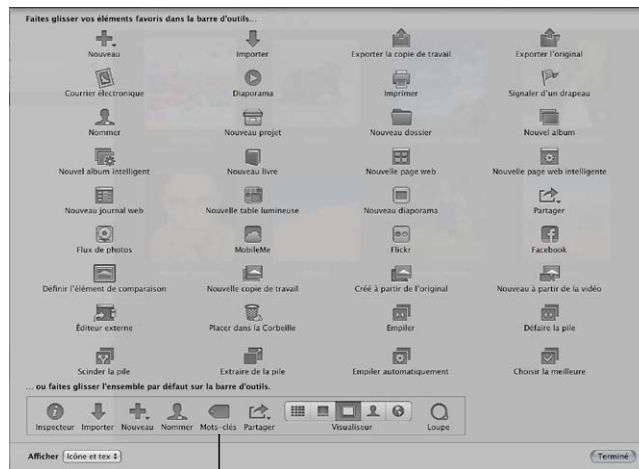 Faites glisser vos éléments favoris dans la barre d'outils...
Nouveau Importer Exporter la copie de travail Exporter l'original
Courrier électronique Diaporama Imprimer Signaler d'un drapeau
Nommer Nouveau projet Nouveau dossier Nouvel album
Nouvel album intelligent Nouveau livre Nouvelle page web Nouvelle page web intelligente
Nouveau journal web Nouvelle table lumineuse Nouveau diaporama Partager
Flux de photos MobileMe Flickr Facebook
Définir l'élément de comparaison Nouvelle copie de travail Créé à partir de l'original Nouveau à partir de la vidéo
Éditeur externe Placer dans la Corbeille Empiler Défaire la pile
Scinder la pile Extraire de la pile Empiler automatiquement Choisir la meilleure
... ou faites glisser l'ensemble par défaut sur la barre d'outils.
Inspecteur Importer Nouveau Nommer Mots-clés Partager Visualiseur Loupe
Afficher Icône et tex Terminé